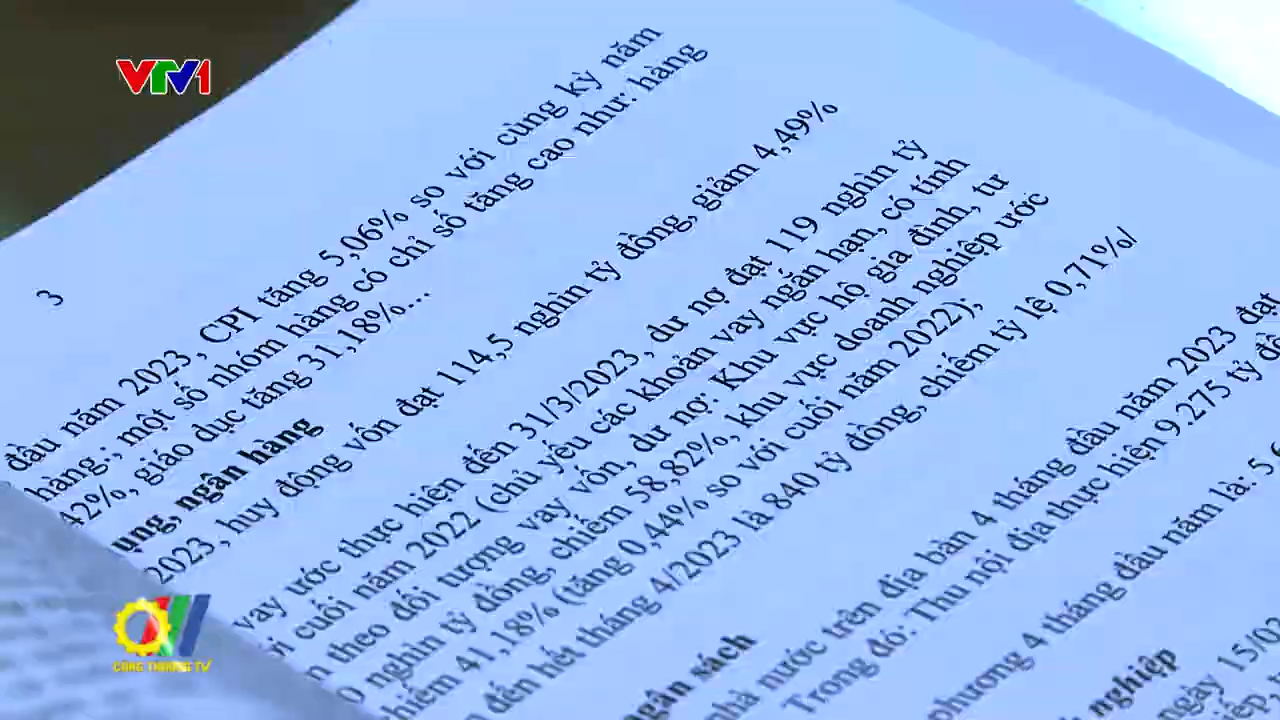 VTV1
3
đầu năm 2023, CPI tăng 5,06% so với cùng kỳ năm
hàng.; một số nhóm hàng có chỉ số tăng cao như: hàng
42%, giáo dục tăng 31,18%...
ụng, ngân hàng
2023, huy động vốn đạt 114,5 nghìn tỷ đồng, giảm 4,49%
vay ước thực hiện đến 31/3/2023, dư nợ đạt 119 nghìn tỷ
ới cuối năm 2022 (chủ yếu các khoản vay ngắn hạn, có tính
n theo đối tượng vay vốn, dư nợ: Khu vực hộ gia đình, tư
0 nghìn tỷ đồng, chiếm 58,82%, khu vực doanh nghiệp ước
hiếm 41,18% (tăng 0,44% so với cuối năm 2022);
đến hết tháng 4/2023 là 840 tỷ đồng, chiếm tỷ lệ 0,71%/
ngân sách
nhà nước trên địa bàn 4 tháng đầu năm 2023 đạt
Trong đó: Thu nội địa thực hiện 9.275 tỷ đồ
phương 4 tháng đầu năm là: 5.6
nghiệp
ngày 15/03
CÔNG THƯƠNG TV